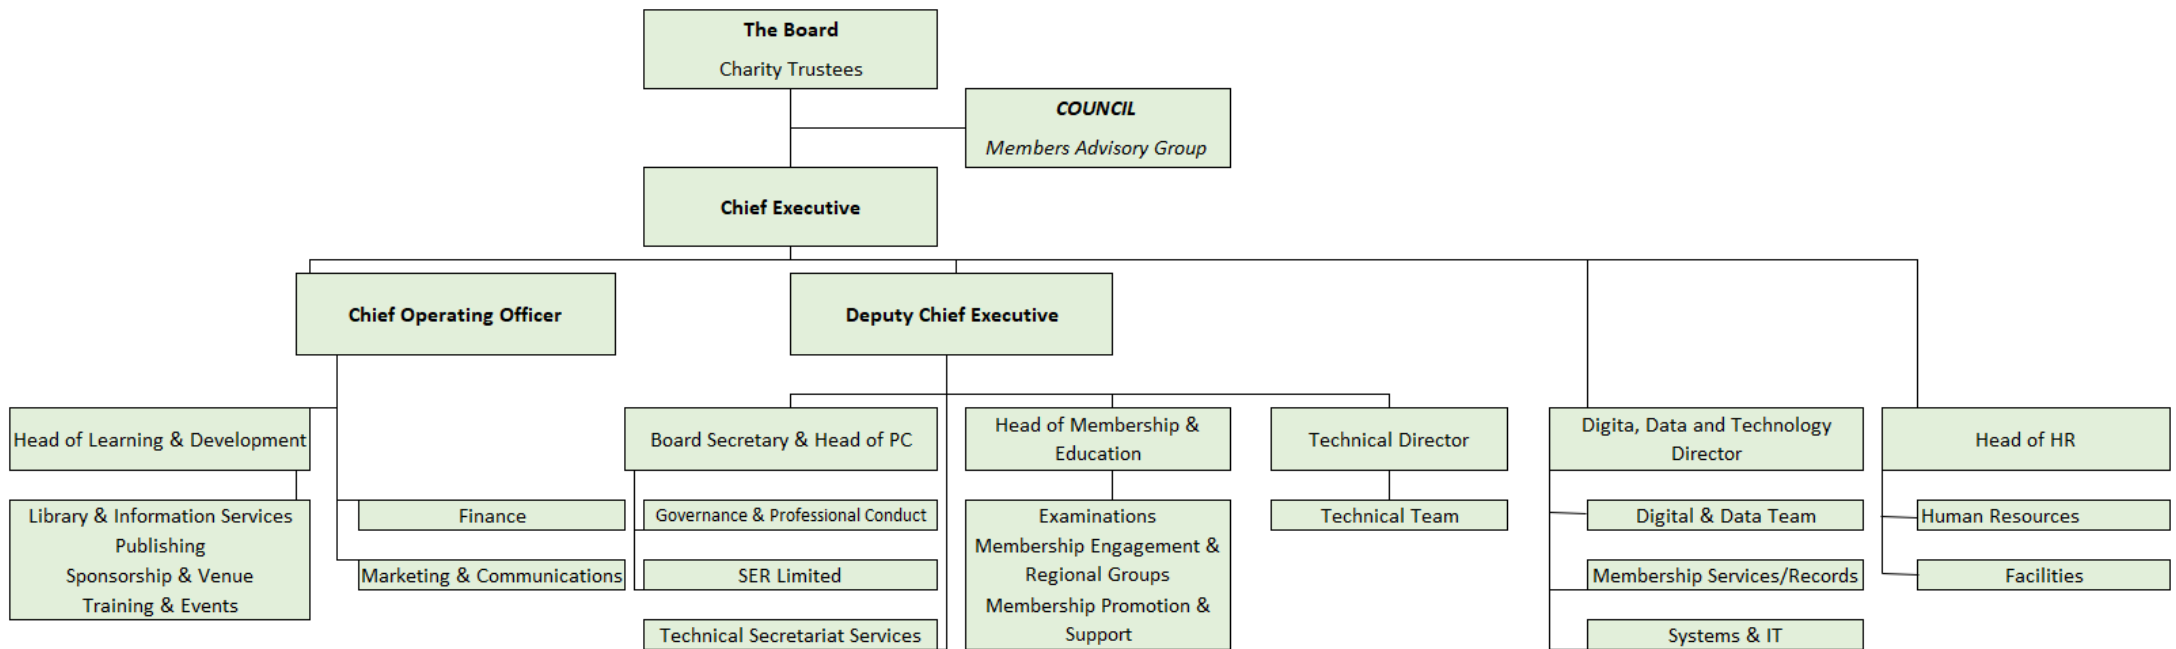 The Board
Charity Trustees
COUNCIL
Members Advisory Group
Chief Executive
Chief Operating Officer
Deputy Chief Executive
Head of Learning & Development
Board Secretary & Head of PC
Head of Membership &
Education
Technical Director
Digita, Data and Technology
Director
Head of HR
Library & Information Services
Publishing
Sponsorship & Venue
Training & Events
Finance
Marketing & Communications
Governance & Professional Conduct
SER Limited
Technical Secretariat Services
Examinations
Membership Engagement &
Regional Groups
Membership Promotion &
Support
Technical Team
Digital & Data Team
Membership Services/Records
Systems & IT
Human Resources
Facilities